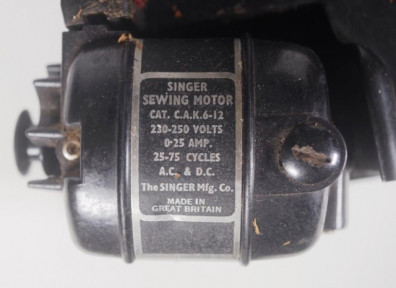 SINGER
SEWING MOTOR
CAT. C.A.K.6-12
230-250 VOLTS
0·25 AMP.
25-75 CYCLES
A.C. & D.C.
The SINGER Mfg. Co.
MADE IN
GREAT BRITAIN